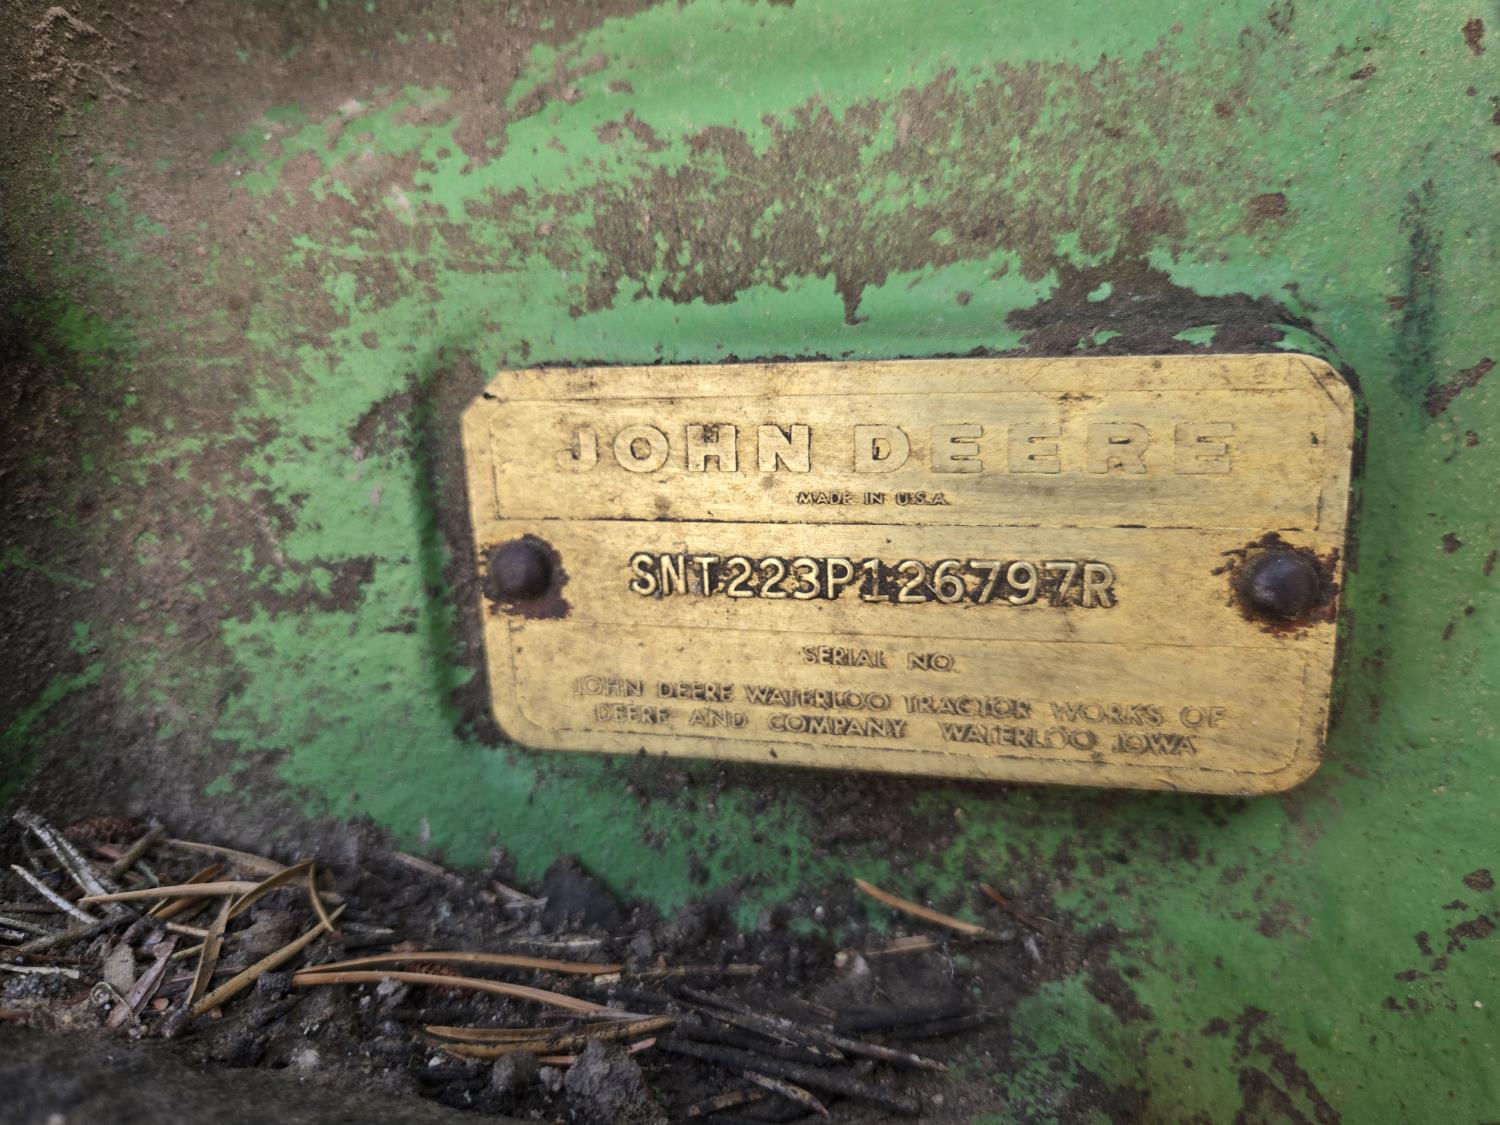 JOHN DEERE
MADE IN U.S.A.
SNT223P126797R
SERIAL NO.
JOHN DEERE WATERLOO TRACTOR WORKS OF
DEERE AND COMPANY WATERLOO, IOWA